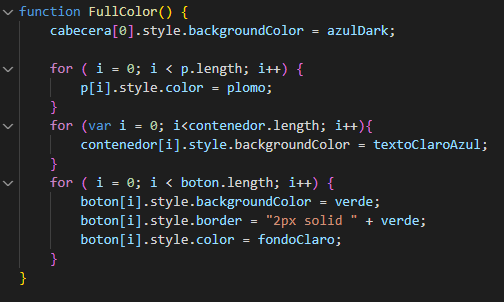 function FullColor() {
    cabecera[0].style.backgroundColor = azulDark;

    for ( i = 0; i < p.length; i++) {
        p[i].style.color = plomo;
    }
    for (var i = 0; i<contenedor.length; i++){
        contenedor[i].style.backgroundColor = textoClaroAzul;
    }
    for ( i = 0; i < boton.length; i++) {
        boton[i].style.backgroundColor = verde;
        boton[i].style.border = "2px solid " + verde;
        boton[i].style.color = fondoClaro;
    }
}